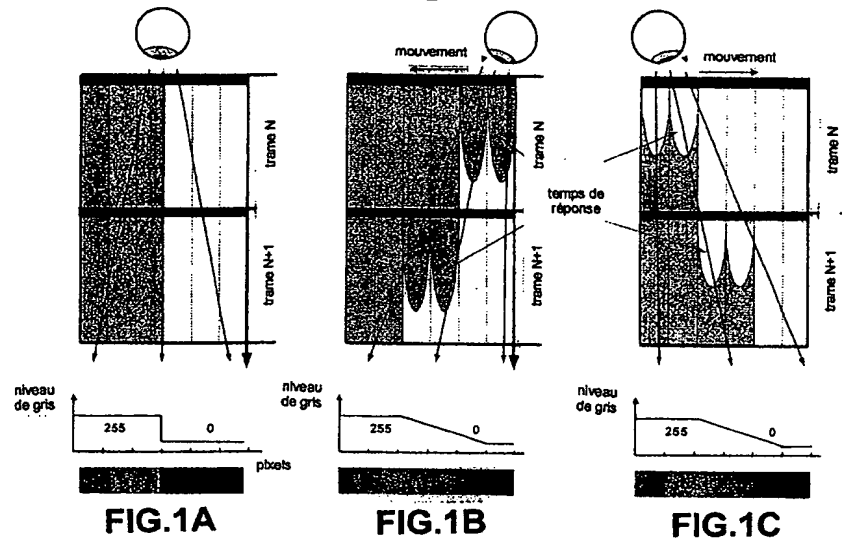 mouvement
trame N
trame N+1
niveau
de gris
255
0
pixels
FIG.1A
mouvement
trame N
temps de
réponse
trame N+1
niveau
de gris
255
0
FIG.1B
mouvement
trame N
trame N+1
niveau
de gris
255
0
FIG.1C